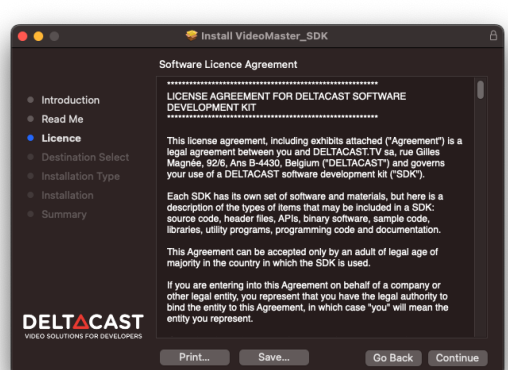 Install VideoMaster_SDK
Software Licence Agreement
Introduction
Read Me
Licence
Destination Select
Installation Type
Installation
Summary
************************************************************
LICENSE AGREEMENT FOR DELTACAST SOFTWARE
DEVELOPMENT KIT
************************************************************
This license agreement, including exhibits attached ("Agreement") is a
legal agreement between you and DELTACAST.TV sa, rue Gilles
Magnée, 92/6, Ans B-4430, Belgium ("DELTACAST") and governs
your use of a DELTACAST software development kit ("SDK").
Each SDK has its own set of software and materials, but here is a
description of the types of items that may be included in a SDK:
source code, header files, APIs, binary software, sample code,
libraries, utility programs, programming code and documentation.
This Agreement can be accepted only by an adult of legal age of
majority in the country in which the SDK is used.
If you are entering into this Agreement on behalf of a company or
other legal entity, you represent that you have the legal authority to
bind the entity to this Agreement, in which case "you" will mean the
entity you represent.
DELTACAST
VIDEO SOLUTIONS FOR DEVELOPERS
Print...
Save...
Go Back
Continue